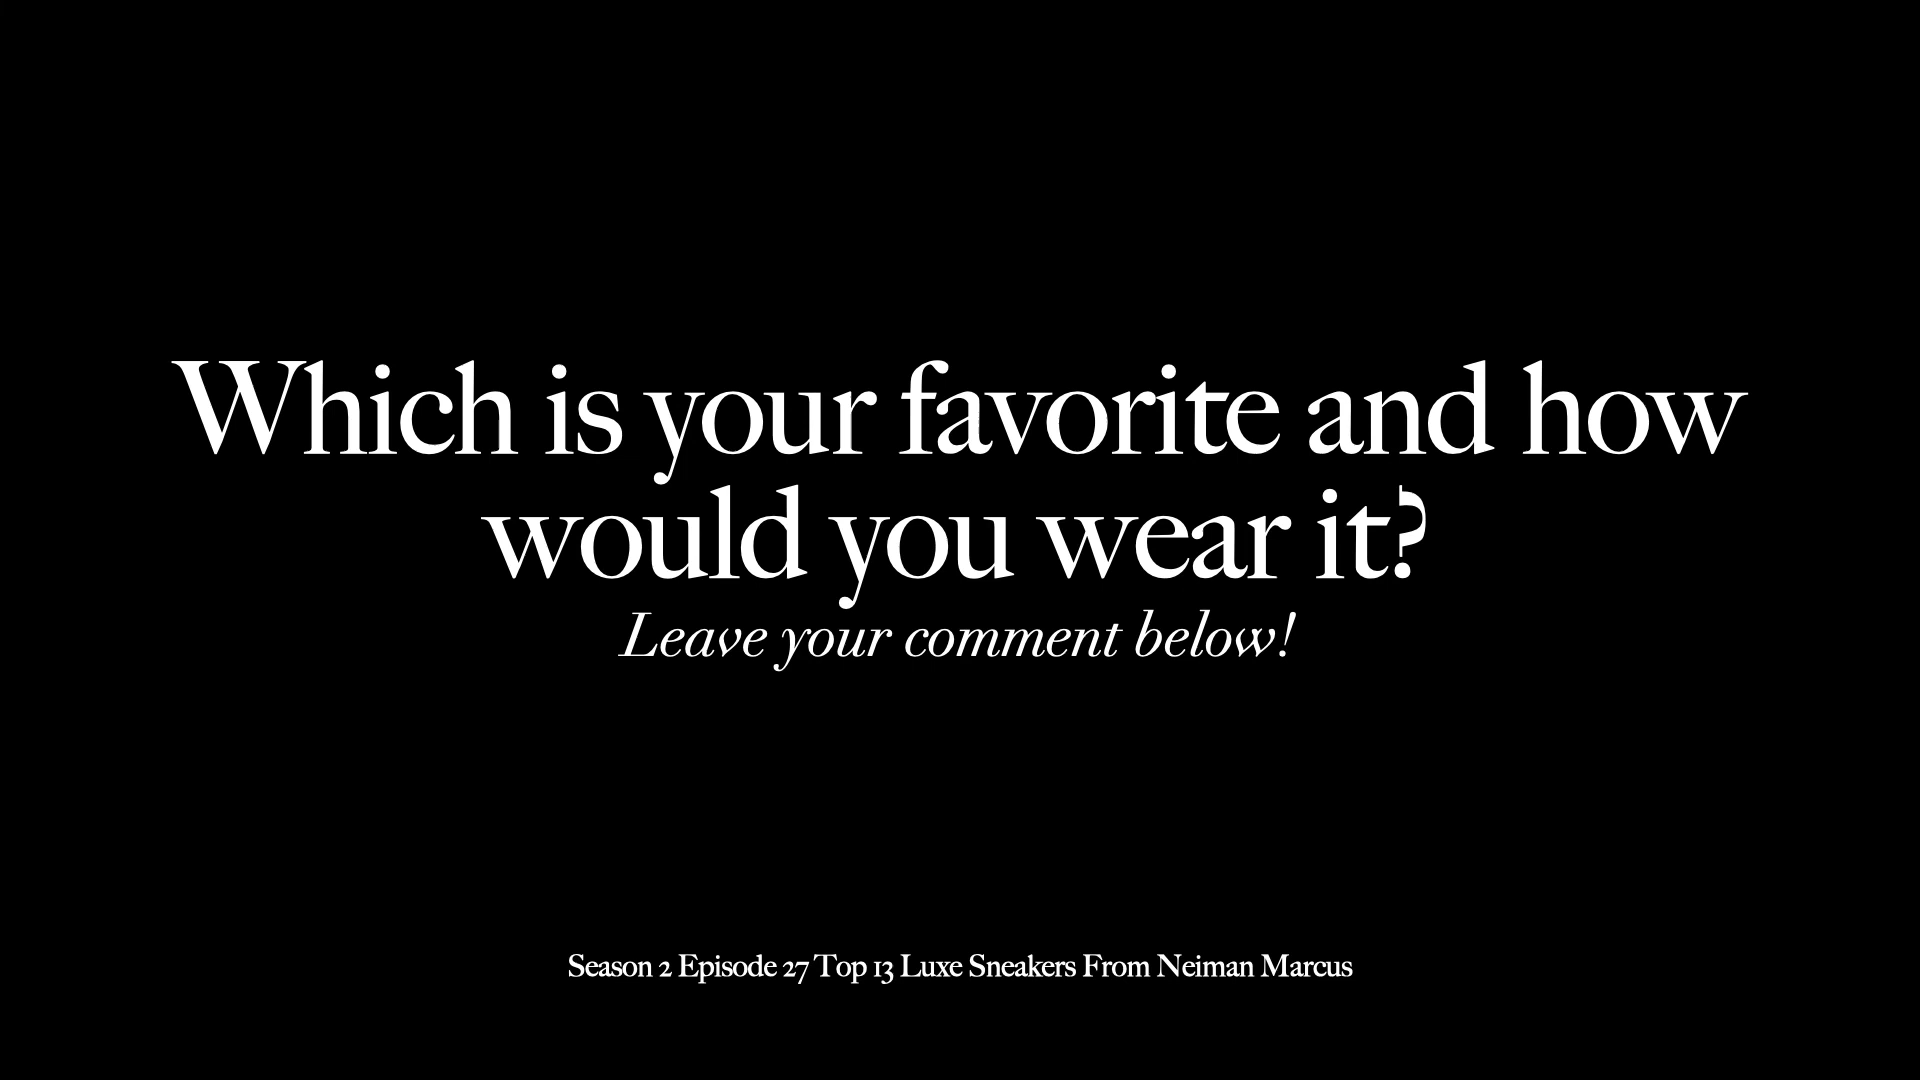 Which is your favorite and how
would you wear it?
Leave your comment below!
Season 2 Episode 27 Top 13 Luxe Sneakers From Neiman Marcus